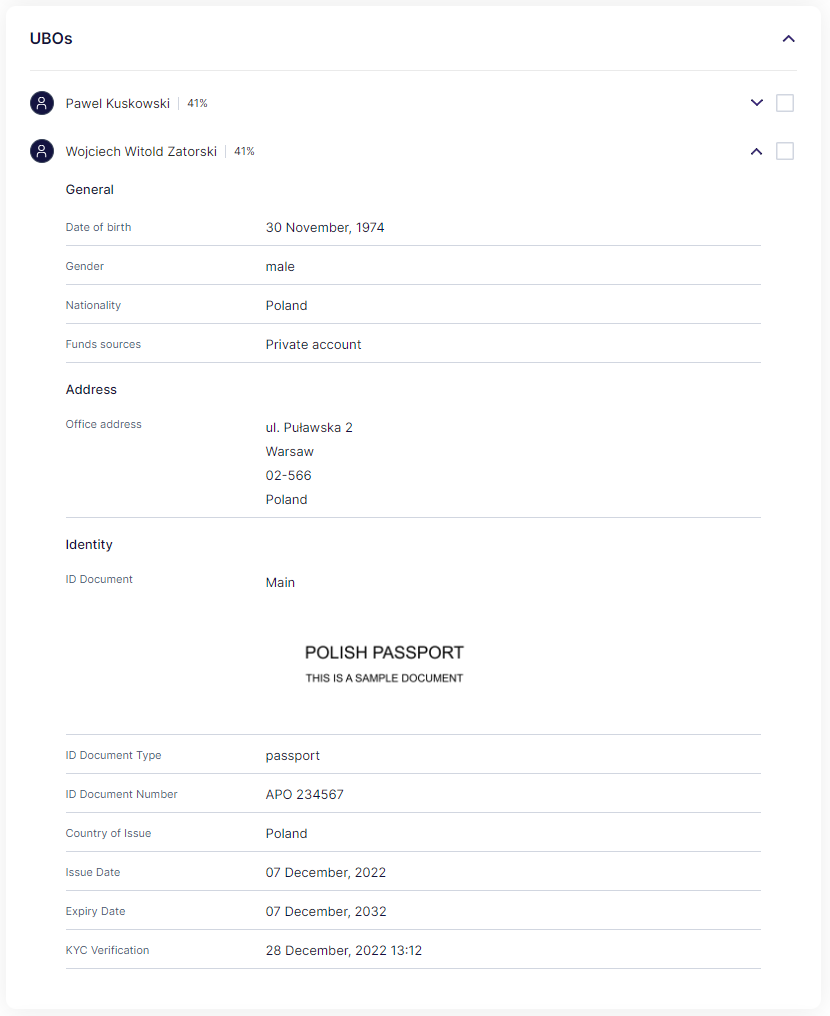 UBOs
Pawel Kuskowski 41%
Wojciech Witold Zatorski 41%
General
Date of birth 30 November, 1974
Gender male
Nationality Poland
Funds sources Private account
Address
Office address ul. Puławska 2
Warsaw
02-566
Poland
Identity
ID Document Main
POLISH PASSPORT
THIS IS A SAMPLE DOCUMENT
ID Document Type passport
ID Document Number APO 234567
Country of Issue Poland
Issue Date 07 December, 2022
Expiry Date 07 December, 2032
KYC Verification 28 December, 2022 13:12